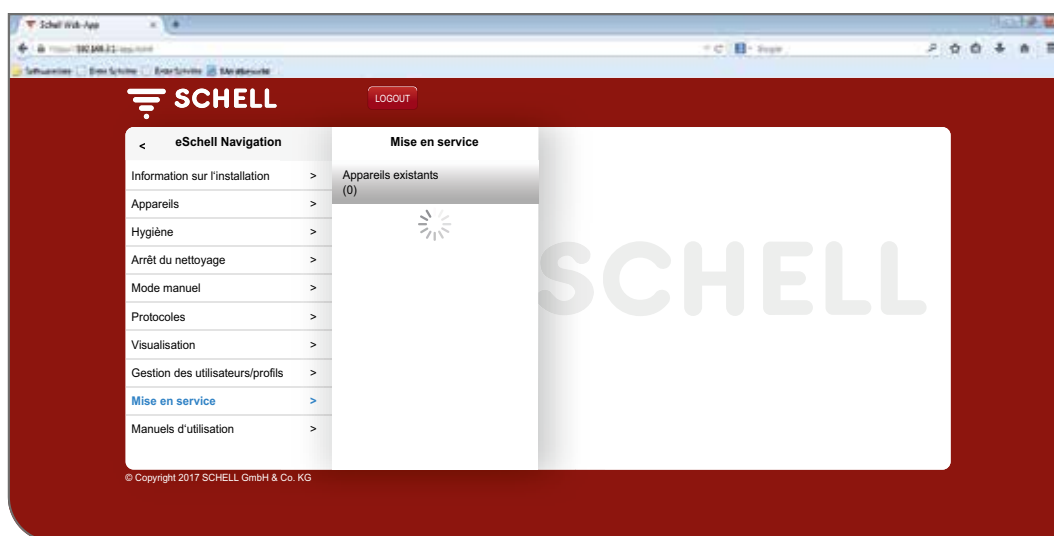 Schell Web-App
SCHELL
LOGOUT
< eSchell Navigation
Information sur l'installation >
Appareils >
Hygiène >
Arrêt du nettoyage >
Mode manuel >
Protocoles >
Visualisation >
Gestion des utilisateurs/profils >
Mise en service >
Manuels d'utilisation >
Mise en service
Appareils existants
(0)
SCHELL
© Copyright 2017 SCHELL GmbH & Co. KG